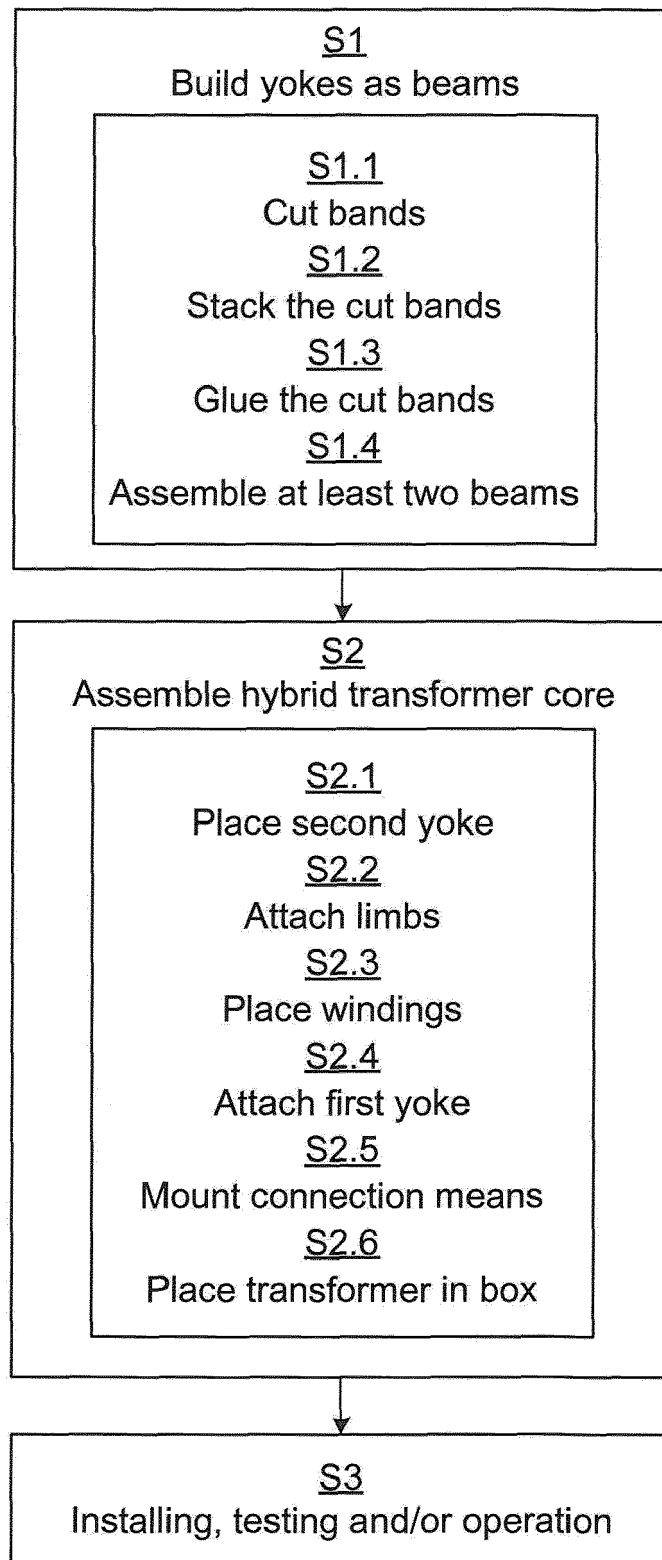 S1
Build yokes as beams
S1.1
Cut bands
S1.2
Stack the cut bands
S1.3
Glue the cut bands
S1.4
Assemble at least two beams
S2
Assemble hybrid transformer core
S2.1
Place second yoke
S2.2
Attach limbs
S2.3
Place windings
S2.4
Attach first yoke
S2.5
Mount connection means
S2.6
Place transformer in box
S3
Installing, testing and/or operation